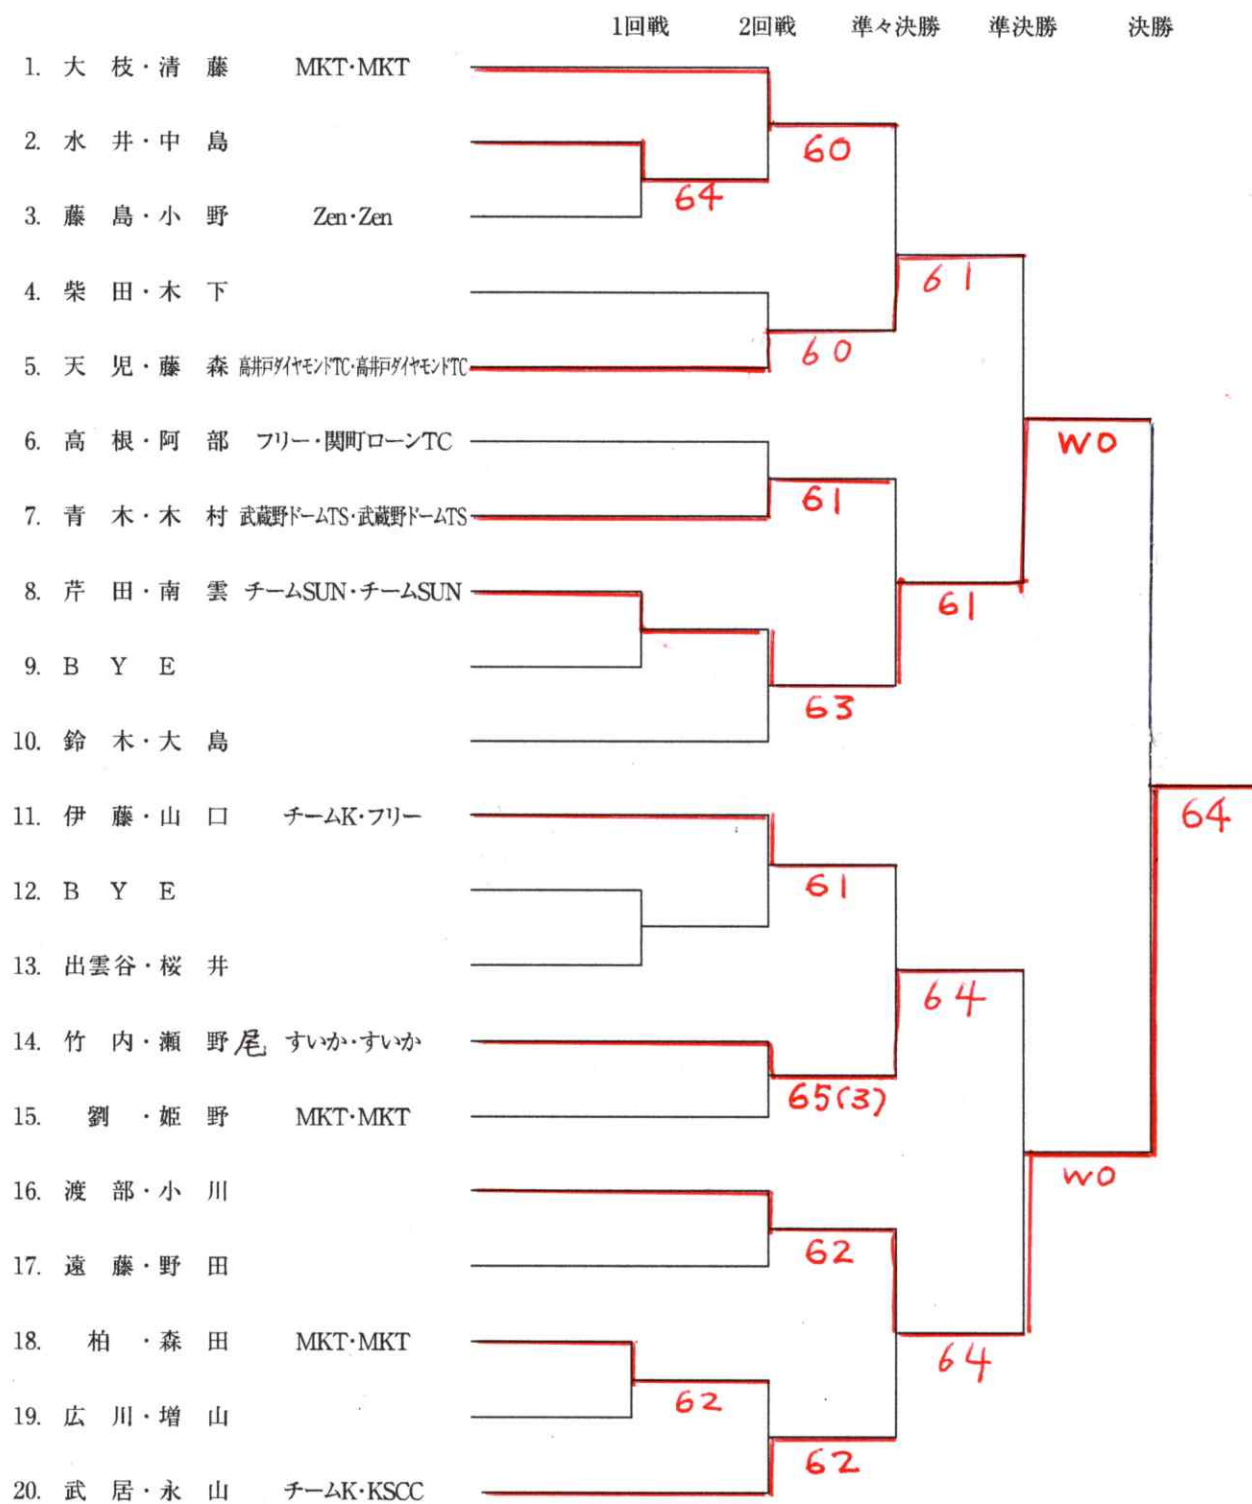 1回戦 2回戦 準々決勝 準決勝 決勝
1. 大 枝・清 藤 MKT・MKT
60
2. 水 井・中 島
64
3. 藤 島・小 野 Zen・Zen
61
4. 柴 田・木 下
60
5. 天 児・藤 森 高井戸ダイヤモンドTC・高井戸ダイヤモンドTC
6. 高 根・阿 部 フリー・関町ローンTC
WO
61
7. 青 木・木 村 武蔵野ドームTS・武蔵野ドームTS
8. 芹 田・南 雲 チームSUN・チームSUN
61
9. B Y E
63
10. 鈴 木・大 島
11. 伊 藤・山 口 チームK・フリー
64
61
12. B Y E
13. 出雲谷・桜 井
64
14. 竹 内・瀬 野尾 すいか・すいか
65(3)
15. 劉 ・姫 野 MKT・MKT
WO
16. 渡 部・小 川
62
17. 遠 藤・野 田
18. 柏 ・森 田 MKT・MKT
64
62
19. 広 川・増 山
62
20. 武 居・永 山 チームK・KSCC